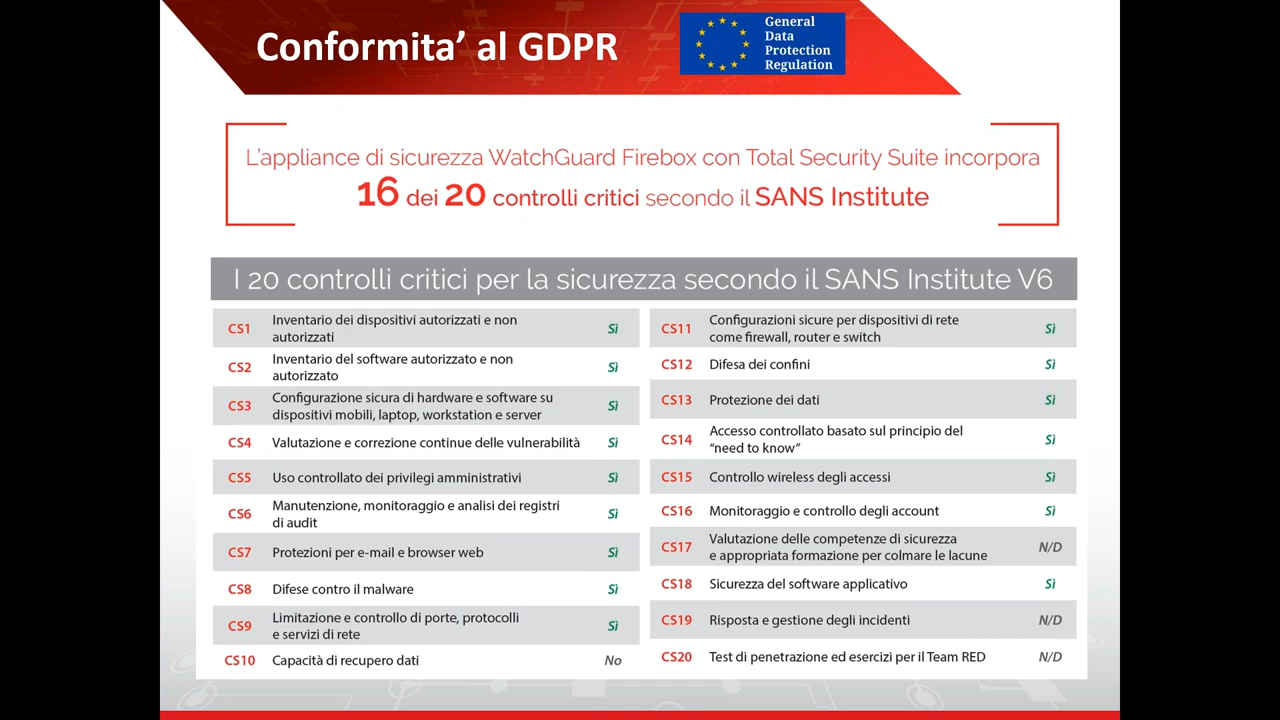 Conformita' al GDPR
General
Data
Protection
Regulation
L'appliance di sicurezza WatchGuard Firebox con Total Security Suite incorpora
16 dei 20 controlli critici secondo il SANS Institute
I 20 controlli critici per la sicurezza secondo il SANS Institute V6
CS1 Inventario dei dispositivi autorizzati e non
autorizzati Sì
CS2 Inventario del software autorizzato e non
autorizzato Sì
CS3 Configurazione sicura di hardware e software su
dispositivi mobili, laptop, workstation e server Sì
CS4 Valutazione e correzione continue delle vulnerabilità Sì
CS5 Uso controllato dei privilegi amministrativi Sì
CS6 Manutenzione, monitoraggio e analisi dei registri
di audit Sì
CS7 Protezioni per e-mail e browser web Sì
CS8 Difese contro il malware Sì
CS9 Limitazione e controllo di porte, protocolli
e servizi di rete Sì
CS10 Capacità di recupero dati No
CS11 Configurazioni sicure per dispositivi di rete
come firewall, router e switch Sì
CS12 Difesa dei confini Sì
CS13 Protezione dei dati Sì
CS14 Accesso controllato basato sul principio del
“need to know” Sì
CS15 Controllo wireless degli accessi Sì
CS16 Monitoraggio e controllo degli account Sì
CS17 Valutazione delle competenze di sicurezza
e appropriata formazione per colmare le lacune N/D
CS18 Sicurezza del software applicativo Sì
CS19 Risposta e gestione degli incidenti N/D
CS20 Test di penetrazione ed esercizi per il Team RED N/D